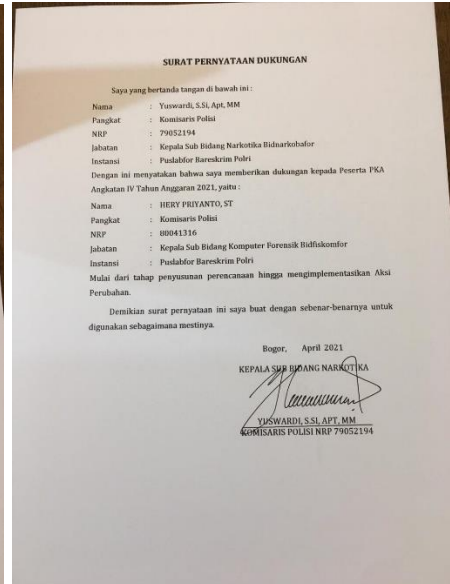 SURAT PERNYATAAN DUKUNGAN
Saya yang bertanda tangan di bawah ini :
Nama : Yuswardi, S.Si, Apt, MM
Pangkat : Komisaris Polisi
NRP : 79052194
Jabatan : Kepala Sub Bidang Narkotika Bidnarkobafor
Instansi : Puslabfor Bareskrim Polri
Dengan ini menyatakan bahwa saya memberikan dukungan kepada Peserta PKA
Angkatan IV Tahun Anggaran 2021, yaitu :
Nama : HERY PRIYANTO, ST
Pangkat : Komisaris Polisi
NRP : 80041316
Jabatan : Kepala Sub Bidang Komputer Forensik Bidfiskomfor
Instansi : Puslabfor Bareskrim Polri
Mulai dari tahap penyusunan perencanaan hingga mengimplementasikan Aksi
Perubahan.
Demikian surat pernyataan ini saya buat dengan sebenar-benarnya untuk
digunakan sebagaimana mestinya.
Bogor, April 2021
KEPALA SUB BIDANG NARKOTIKA
YUSWARDI, S.SI, APT, MM
KOMISARIS POLISI NRP 79052194